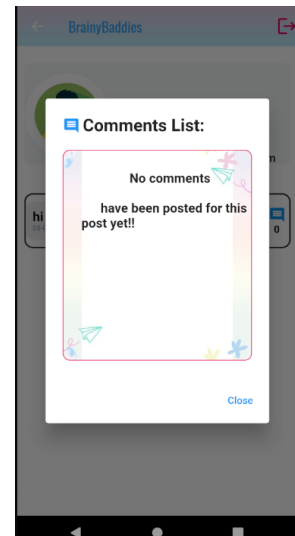 BrainyBaddies
Comments List:
No comments
have been posted for this
post yet!!
hi
0
Close